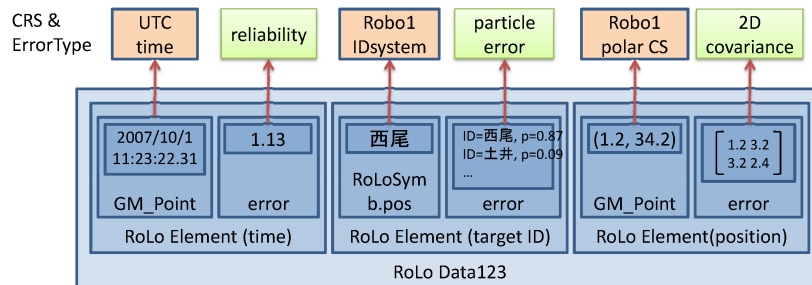 CRS &
ErrorType
UTC
time
reliability
Robo1
IDsystem
particle
error
Robo1
polar CS
2D
covariance
2007/10/1
11:23:22.31
GM_Point
1.13
error
RoLo Element (time)
西尾
RoLoSym
b.pos
ID=西尾, p=0.87
ID=土井, p=0.09
...
error
RoLo Element (target ID)
(1.2, 34.2)
GM_Point
1.2 3.2
3.2 2.4
error
RoLo Element(position)
RoLo Data123